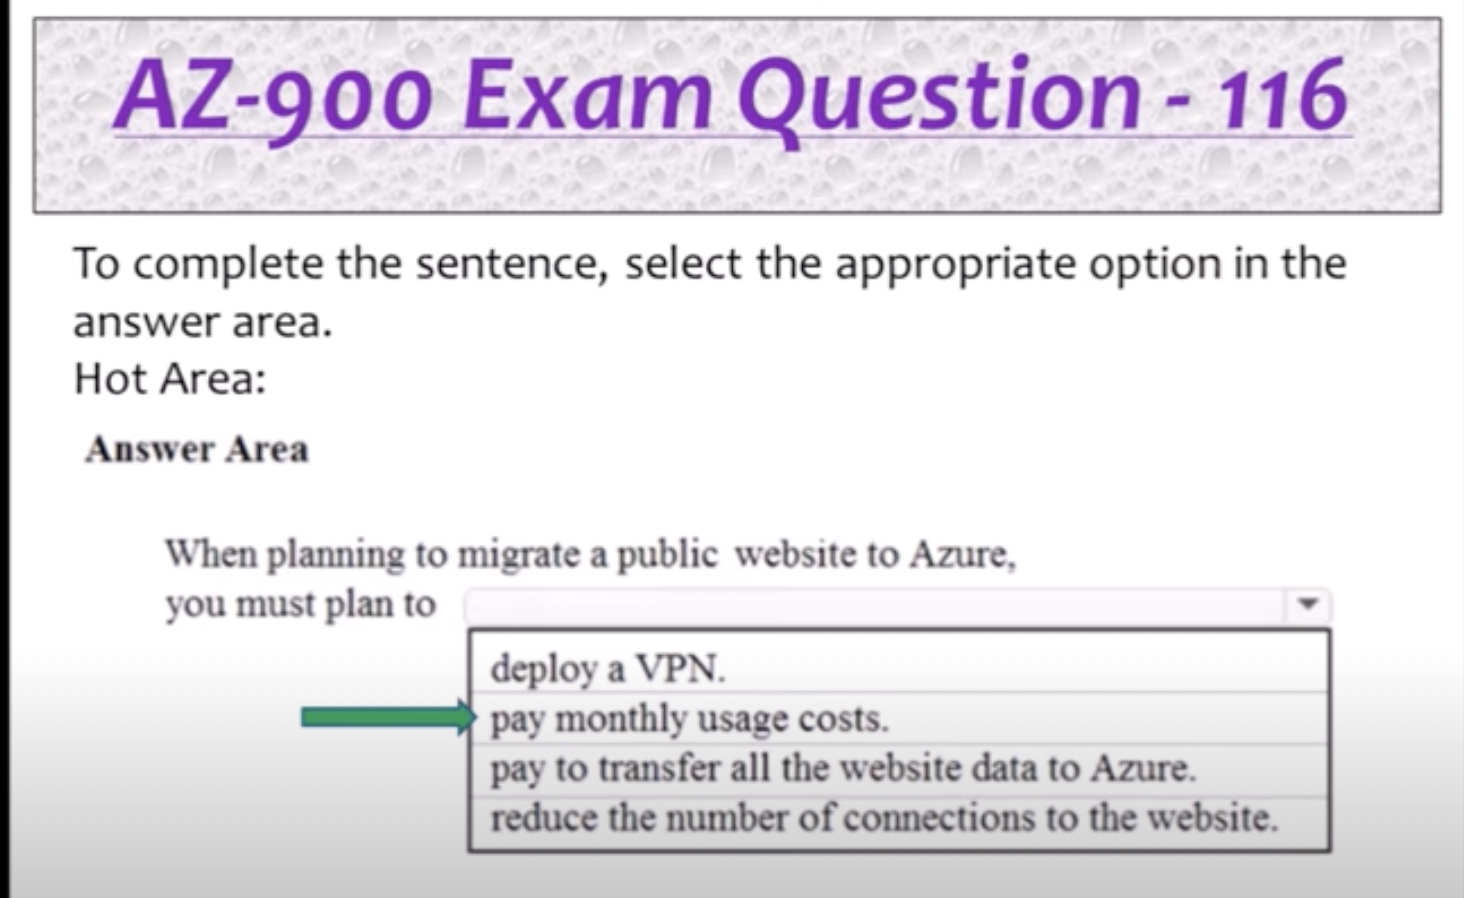 AZ-900 Exam Question - 116
To complete the sentence, select the appropriate option in the
answer area.
Hot Area:
Answer Area
When planning to migrate a public website to Azure,
you must plan to
deploy a VPN.
pay monthly usage costs.
pay to transfer all the website data to Azure.
reduce the number of connections to the website.